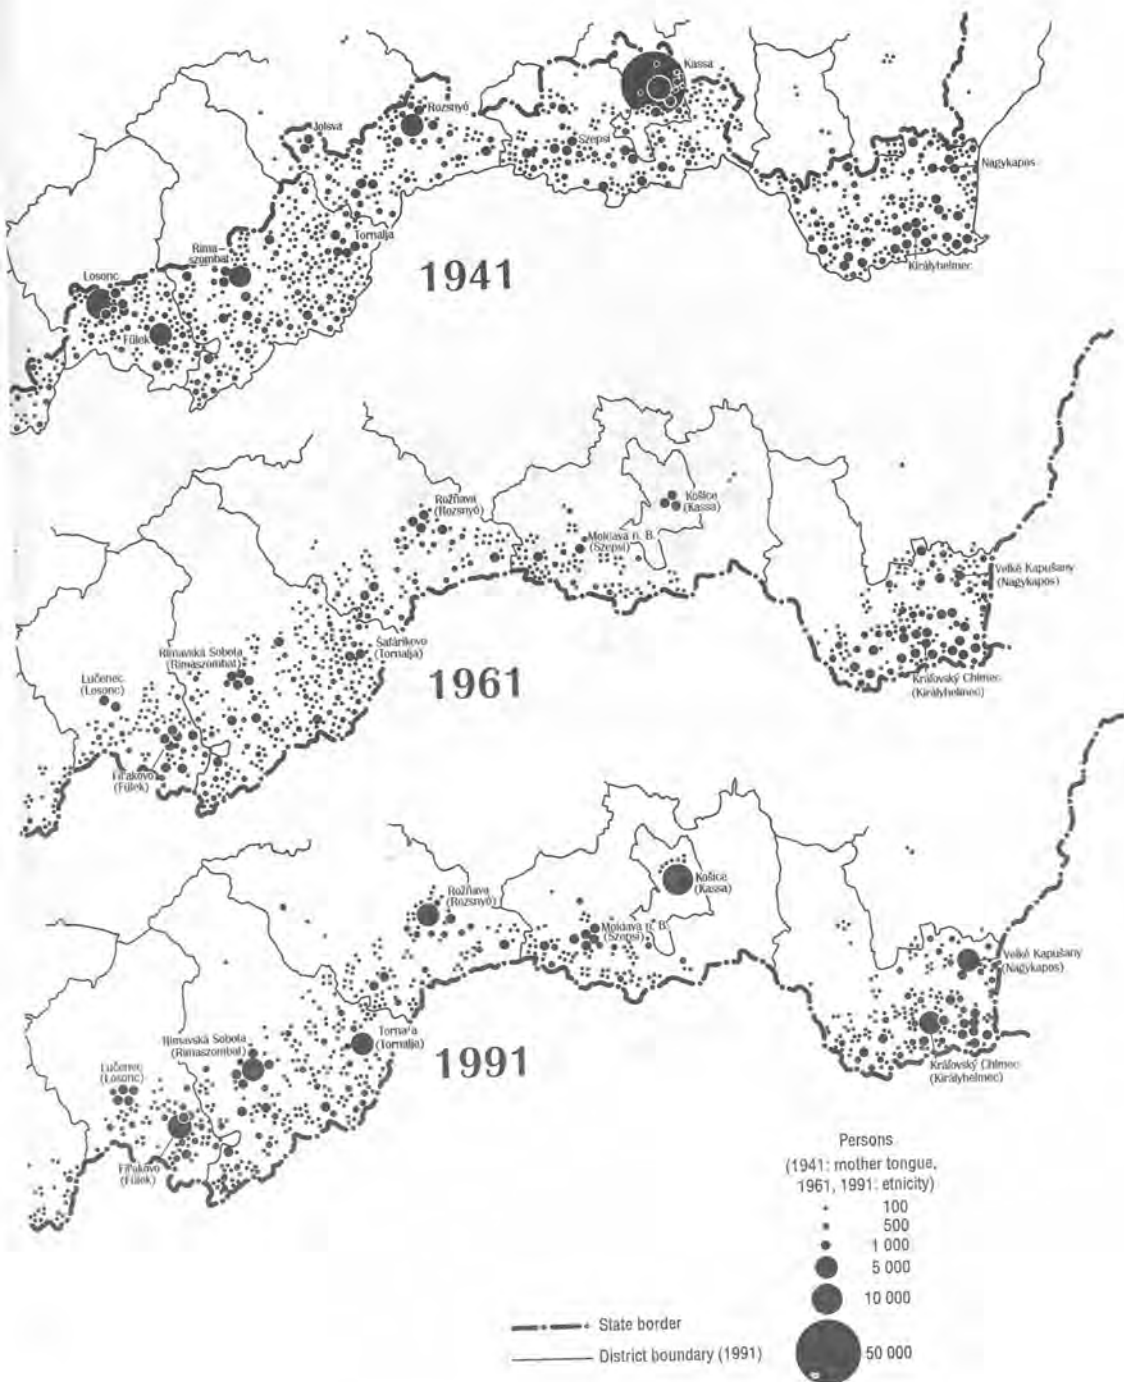 Kassa
Rozsnyó
Jolsva
Szepsi
Nagykapos
Tornalja
Rima-
szombat
1941
Királyhelmec
Losonc
Fülek
Rožňava
(Rozsnyó)
Košice
(Kassa)
Moldava n. B.
(Szepsi)
Veľké Kapušany
(Nagykapos)
Šafárikovo
(Tornalja)
Rimavská Sobota
(Rimaszombat)
1961
Lučenec
(Losonc)
Kráľovský Chlmec
(Királyhelmec)
Fiľakovo
(Fülek)
Košice
(Kassa)
Rožňava
(Rozsnyó)
Moldava n. B.
(Szepsi)
Veľké Kapušany
(Nagykapos)
Tornaľa
(Tornalja)
Rimavská Sobota
(Rimaszombat)
1991
Lučenec
(Losonc)
Kráľovský Chlmec
(Királyhelmec)
Fiľakovo
(Fülek)
Persons
(1941: mother tongue,
1961, 1991: etnicity)
100
500
1 000
5 000
10 000
50 000
State border
District boundary (1991)